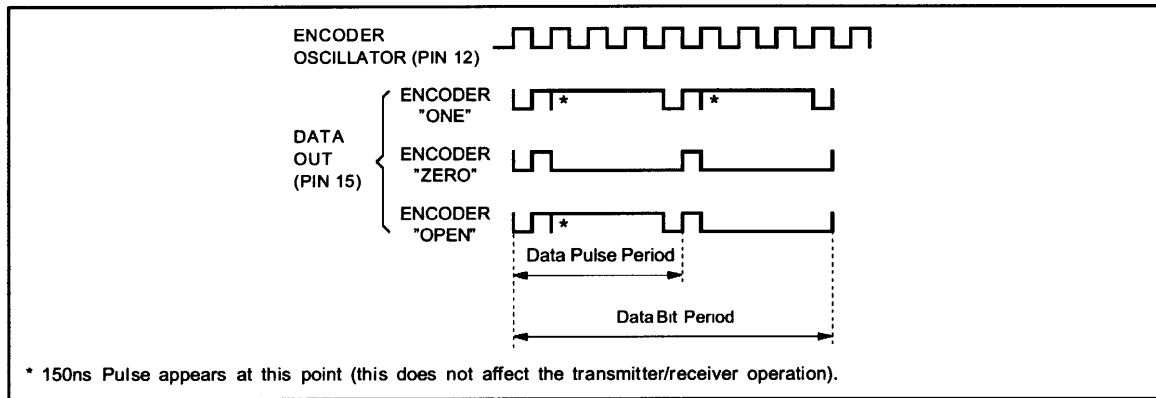 ENCODER
OSCILLATOR (PIN 12)
ENCODER
"ONE"
*
*
DATA
OUT
(PIN 15)
ENCODER
"ZERO"
ENCODER
"OPEN"
*
Data Pulse Period
Data Bit Period
* 150ns Pulse appears at this point (this does not affect the transmitter/receiver operation).